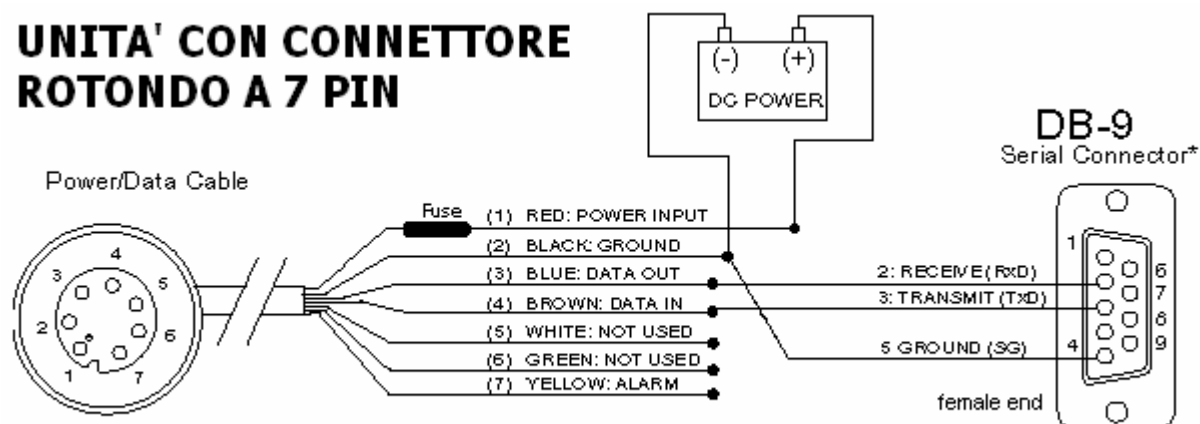 UNITA' CON CONNETTORE
ROTONDO A 7 PIN
(-) (+)
DC POWER
DB-9
Serial Connector*
Power/Data Cable
Fuse
(1) RED: POWER INPUT
(2) BLACK: GROUND
(3) BLUE: DATA OUT
(4) BROWN: DATA IN
(5) WHITE: NOT USED
(6) GREEN: NOT USED
(7) YELLOW: ALARM
2: RECEIVE (RxD)
3: TRANSMIT (TxD)
5 GROUND (SG)
female end
1
2
3
4
5
6
7
1
4
6
7
8
9